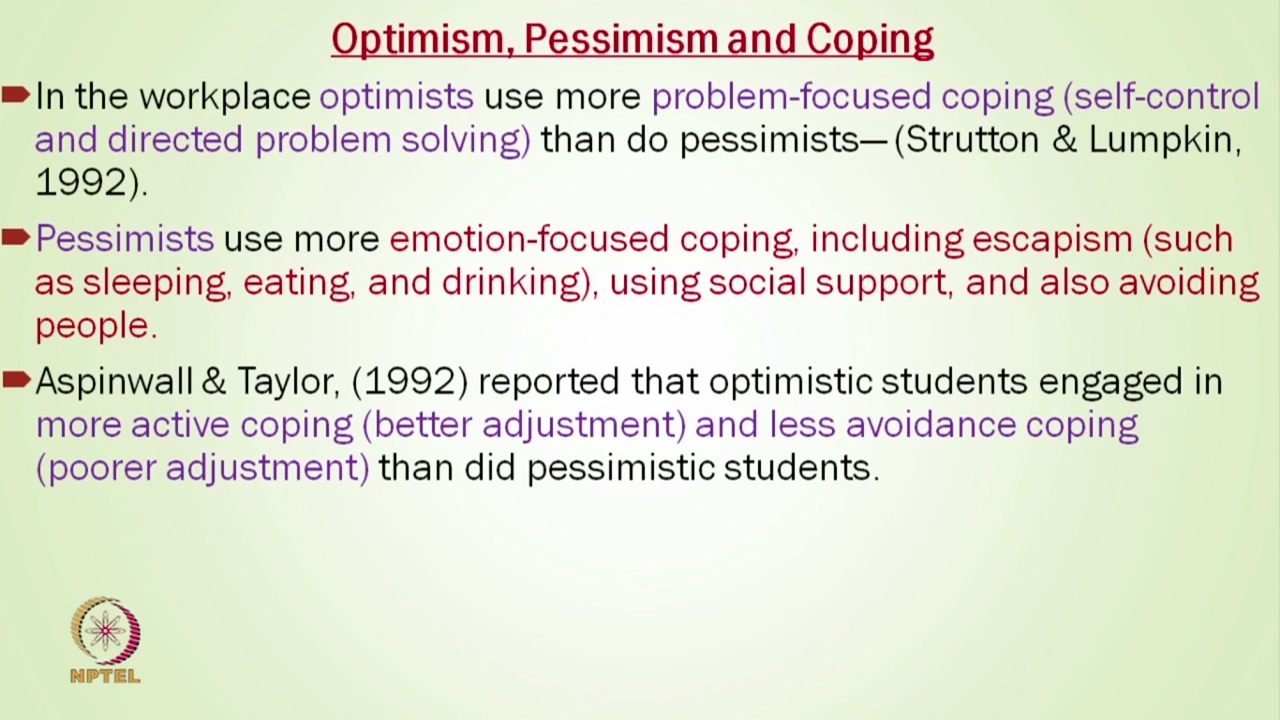 Optimism, Pessimism and Coping
In the workplace optimists use more problem-focused coping (self-control
and directed problem solving) than do pessimists— (Strutton & Lumpkin,
1992).
Pessimists use more emotion-focused coping, including escapism (such
as sleeping, eating, and drinking), using social support, and also avoiding
people.
Aspinwall & Taylor, (1992) reported that optimistic students engaged in
more active coping (better adjustment) and less avoidance coping
(poorer adjustment) than did pessimistic students.
NPTEL